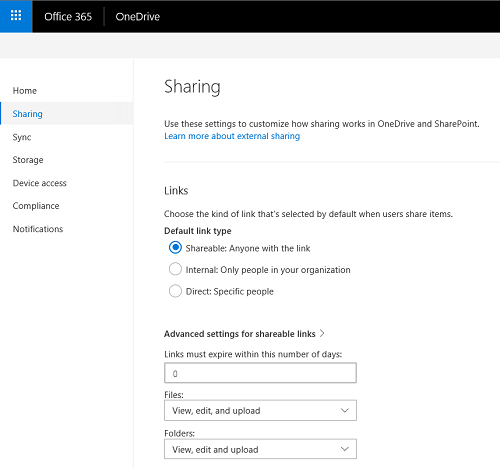 Office 365 OneDrive
Home
Sharing
Sync
Storage
Device access
Compliance
Notifications
Sharing
Use these settings to customize how sharing works in OneDrive and SharePoint.
Learn more about external sharing
Links
Choose the kind of link that's selected by default when users share items.
Default link type
Shareable: Anyone with the link
Internal: Only people in your organization
Direct: Specific people
Advanced settings for shareable links
Links must expire within this number of days:
0
Files:
View, edit, and upload
Folders:
View, edit and upload